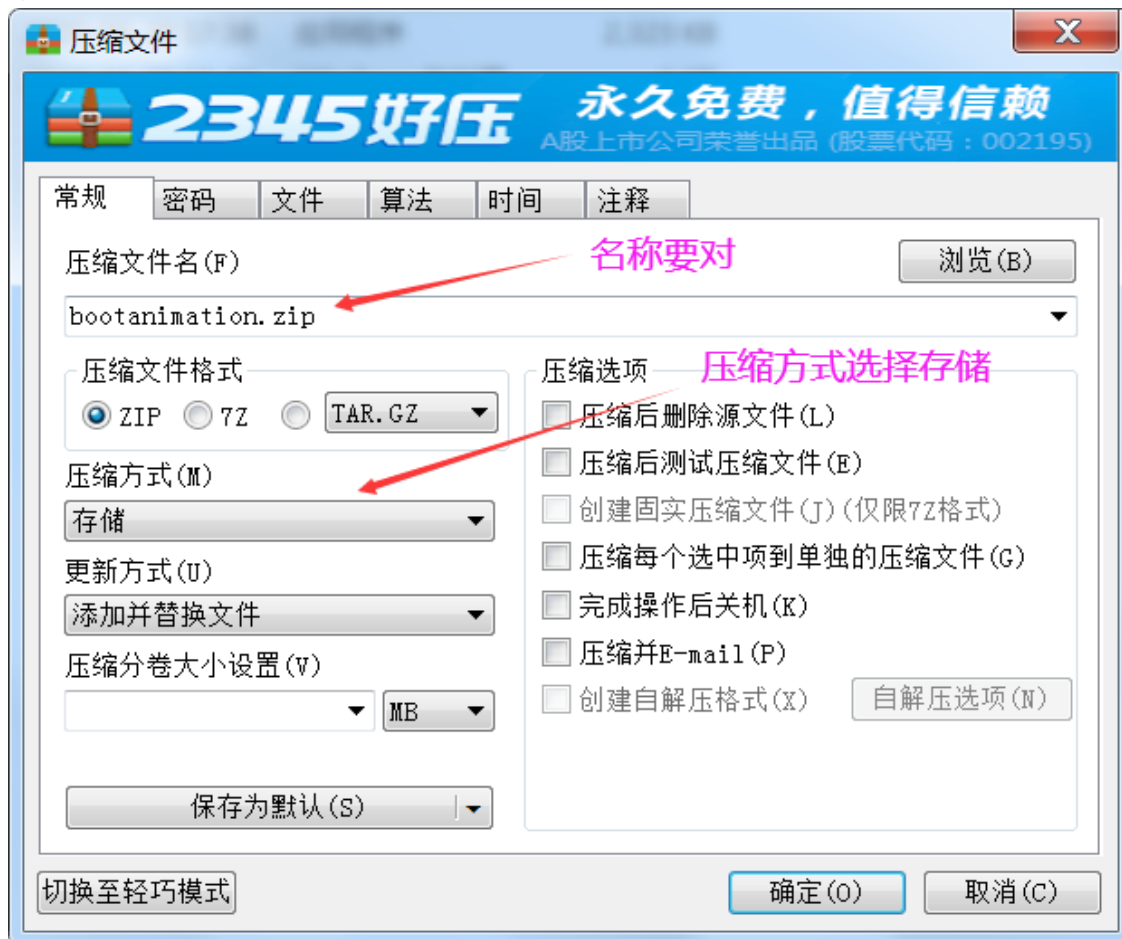 压缩文件
2345好压
永久免费，值得信赖
A股上市公司荣誉出品 (股票代码：002195)
常规 密码 文件 算法 时间 注释
压缩文件名(F)
名称要对
浏览(B)
bootanimation.zip
压缩文件格式
ZIP 7Z TAR.GZ
压缩方式(M)
存储
更新方式(U)
添加并替换文件
压缩分卷大小设置(V)
MB
保存为默认(S)
压缩选项
压缩方式选择存储
压缩后删除源文件(L)
压缩后测试压缩文件(E)
创建固实压缩文件(J)(仅限7Z格式)
压缩每个选中项到单独的压缩文件(G)
完成操作后关机(K)
压缩并E-mail(P)
创建自解压格式(X)
自解压选项(N)
切换至轻巧模式
确定(O)
取消(C)